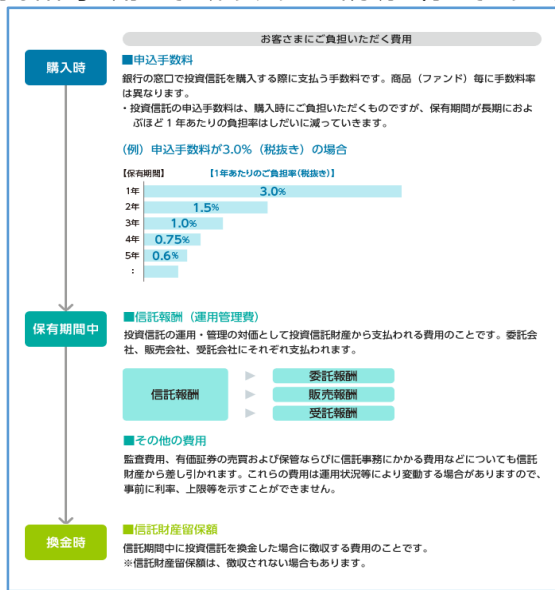 お客さまにご負担いただく費用
購入時
■申込手数料
銀行の窓口で投資信託を購入する際に支払う手数料です。商品（ファンド）毎に手数料率
は異なります。
・投資信託の申込手数料は、購入時にご負担いただくものですが、保有期間が長期におよ
ぶほど１年あたりの負担率はしだいに減っていきます。
(例）申込手数料が3.0%（税抜き）の場合
【保有期間】 【1年あたりのご負担率(税抜き)】
1年 3.0%
2年 1.5%
3年 1.0%
4年 0.75%
5年 0.6%
：
保有期間中
■信託報酬（運用管理費）
投資信託の運用・管理の対価として投資信託財産から支払われる費用のことです。委託会
社、販売会社、受託会社にそれぞれ支払われます。
信託報酬
委託報酬
販売報酬
受託報酬
■その他の費用
監査費用、有価証券の売買および保管ならびに信託事務にかかる費用などについても信託
財産から差し引かれます。これらの費用は運用状況等により変動する場合がありますので、
事前に利率、上限等を示すことができません。
換金時
■信託財産留保額
信託期間中に投資信託を換金した場合に徴収する費用のことです。
※信託財産留保額は、徴収されない場合もあります。